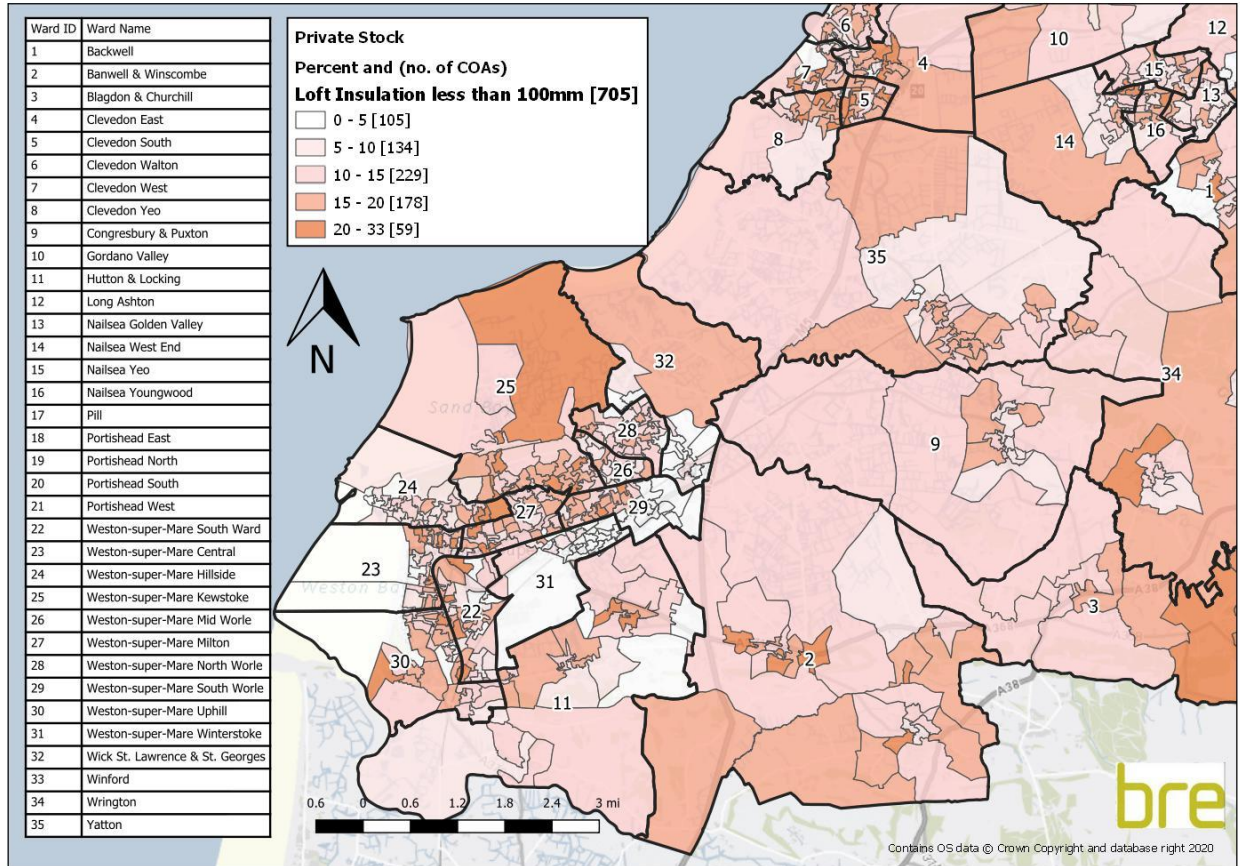 Ward ID Ward Name
1 Backwell
2 Banwell & Winscombe
3 Blagdon & Churchill
4 Clevedon East
5 Clevedon South
6 Clevedon Walton
7 Clevedon West
8 Clevedon Yeo
9 Congresbury & Puxton
10 Gordano Valley
11 Hutton & Locking
12 Long Ashton
13 Nailsea Golden Valley
14 Nailsea West End
15 Nailsea Yeo
16 Nailsea Youngwood
17 Pill
18 Portishead East
19 Portishead North
20 Portishead South
21 Portishead West
22 Weston-super-Mare South Ward
23 Weston-super-Mare Central
24 Weston-super-Mare Hillside
25 Weston-super-Mare Kewstoke
26 Weston-super-Mare Mid Worle
27 Weston-super-Mare Milton
28 Weston-super-Mare North Worle
29 Weston-super-Mare South Worle
30 Weston-super-Mare Uphill
31 Weston-super-Mare Winterstoke
32 Wick St. Lawrence & St. Georges
33 Winford
34 Wrington
35 Yatton
Private Stock
Percent and (no. of COAs)
Loft Insulation less than 100mm [705]
0 - 5 [105]
5 - 10 [134]
10 - 15 [229]
15 - 20 [178]
20 - 33 [59]
N
6
4
10
12
7
5
15
13
16
8
14
1
35
32
34
25
Sand Bay
28
9
26
24
27
29
23
Weston Bay
31
22
3
A38
30
2
11
A38
0.6 0 0.6 1.2 1.8 2.4 3 mi
bre
Contains OS data © Crown Copyright and database right 2020